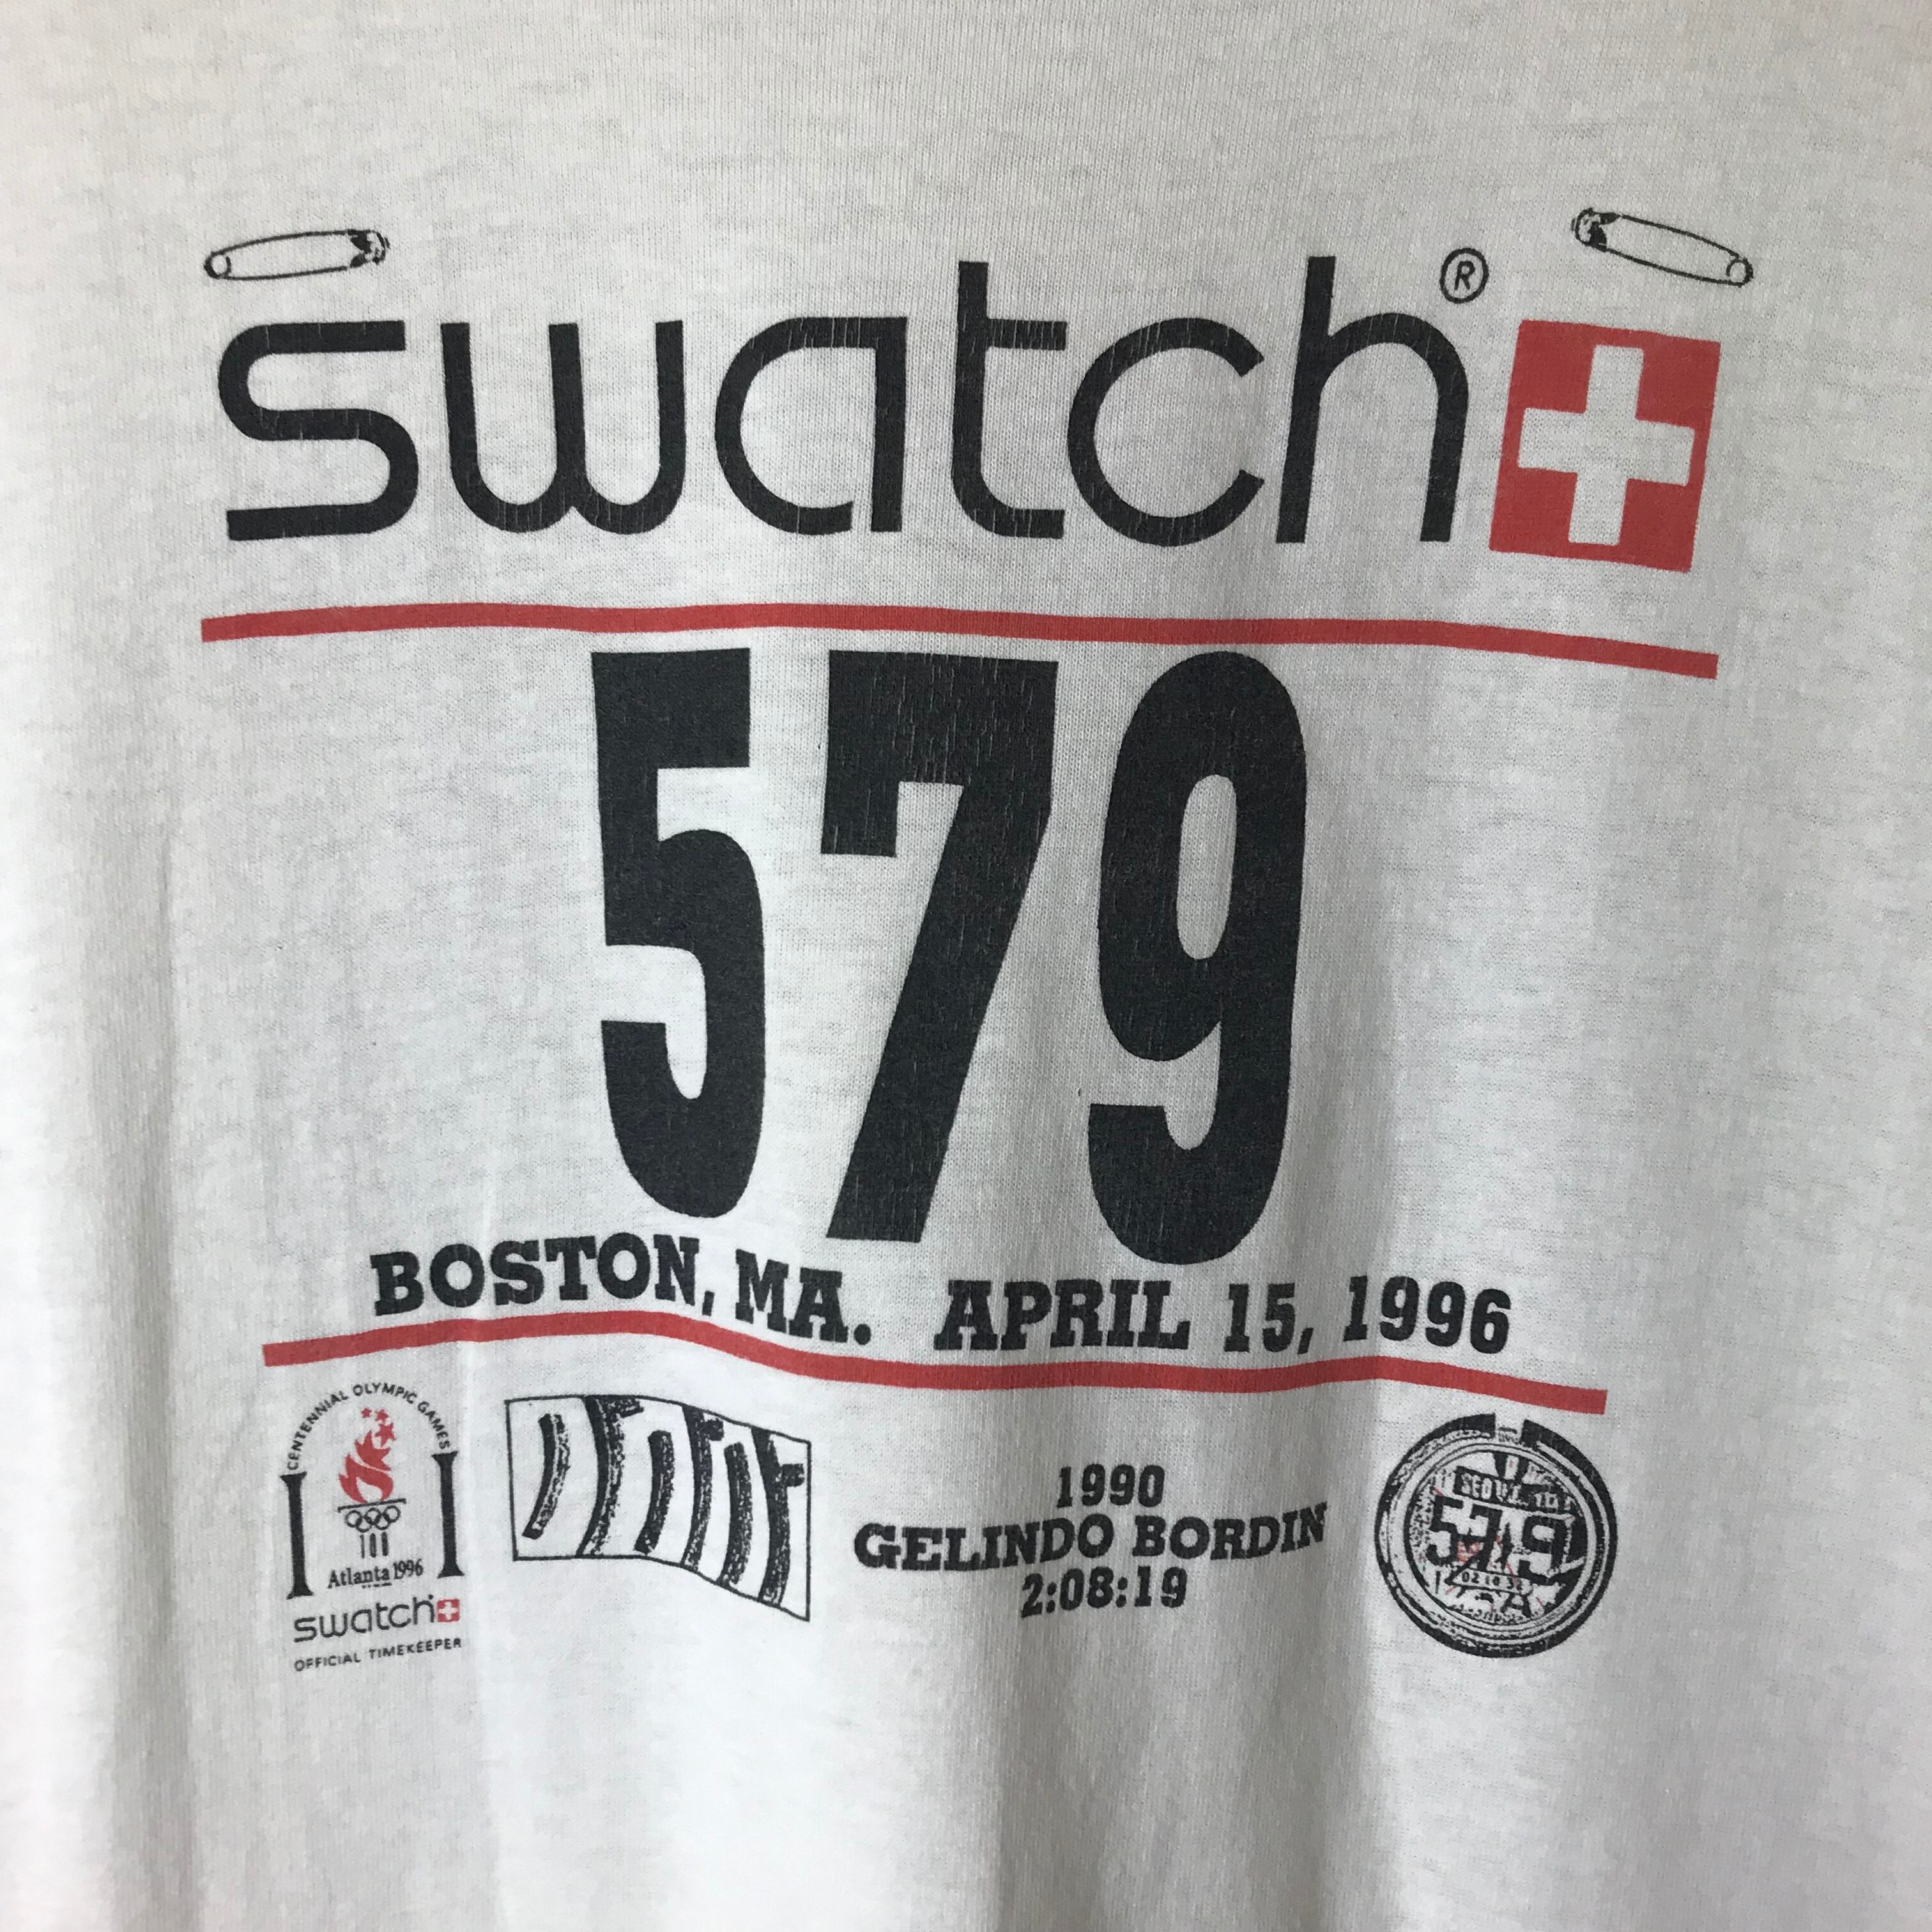 swatch®
579
BOSTON, MA. APRIL 15, 1996
CENTENNIAL OLYMPIC GAMES
Atlanta 1996
swatch
OFFICIAL TIMEKEEPER
1990
GELINDO BORDIN
2:08:19
579